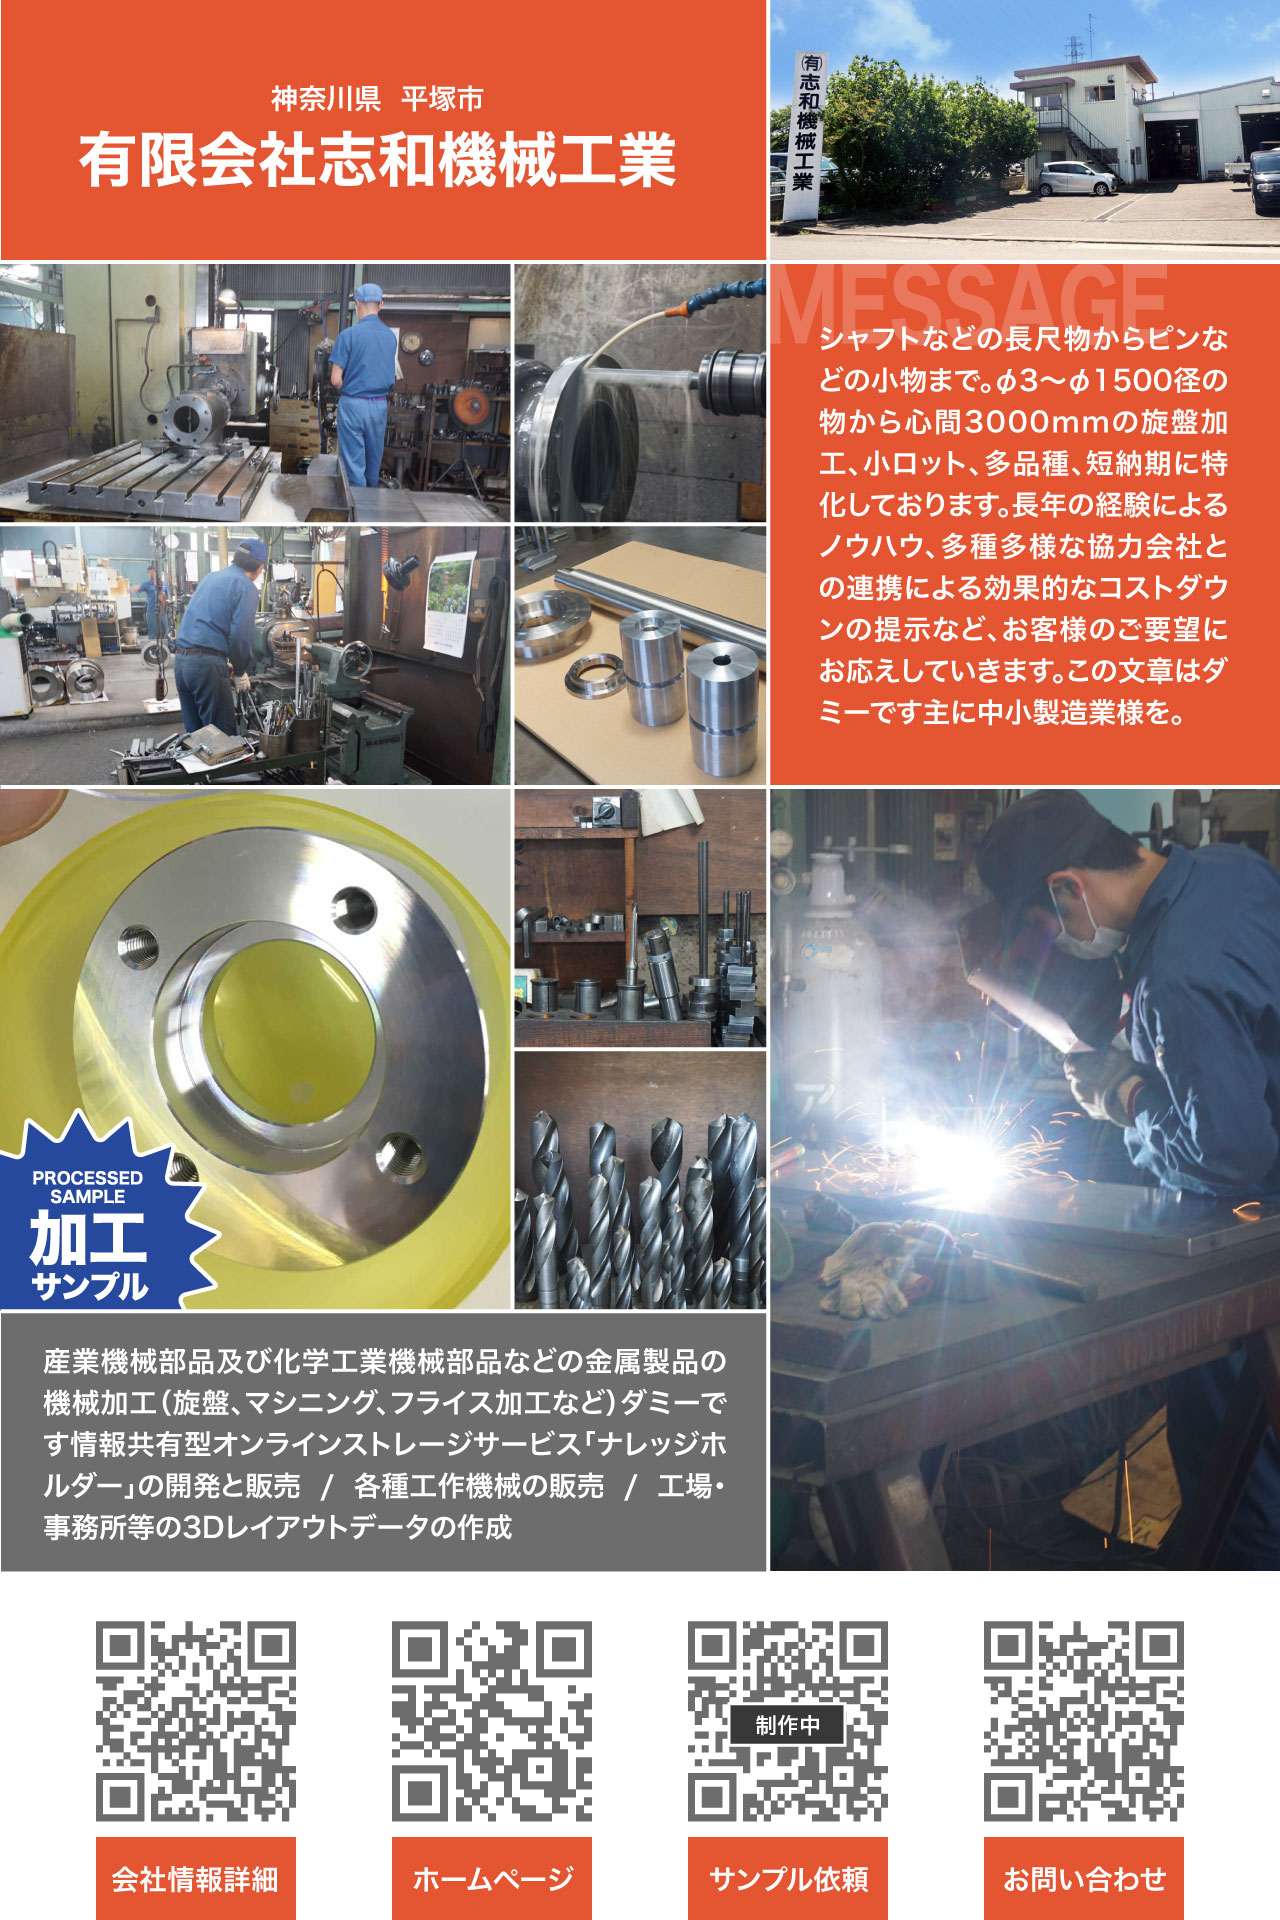 神奈川県 平塚市
有限会社志和機械工業
㈲志和機械工業
MESSAGE
シャフトなどの長尺物からピンな
どの小物まで。φ3〜φ1500径の
物から心間3000mmの旋盤加
工、小ロット、多品種、短納期に特
化しております。長年の経験による
ノウハウ、多種多様な協力会社と
の連携による効果的なコストダウ
ンの提示など、お客様のご要望に
お応えしていきます。この文章はダ
ミーです主に中小製造業様を。
PROCESSED
SAMPLE
加工
サンプル
産業機械部品及び化学工業機械部品などの金属製品の
機械加工（旋盤、マシニング、フライス加工など）ダミーで
す情報共有型オンラインストレージサービス「ナレッジホ
ルダー」の開発と販売 / 各種工作機械の販売 / 工場・
事務所等の3Dレイアウトデータの作成
制作中
会社情報詳細
ホームページ
サンプル依頼
お問い合わせ